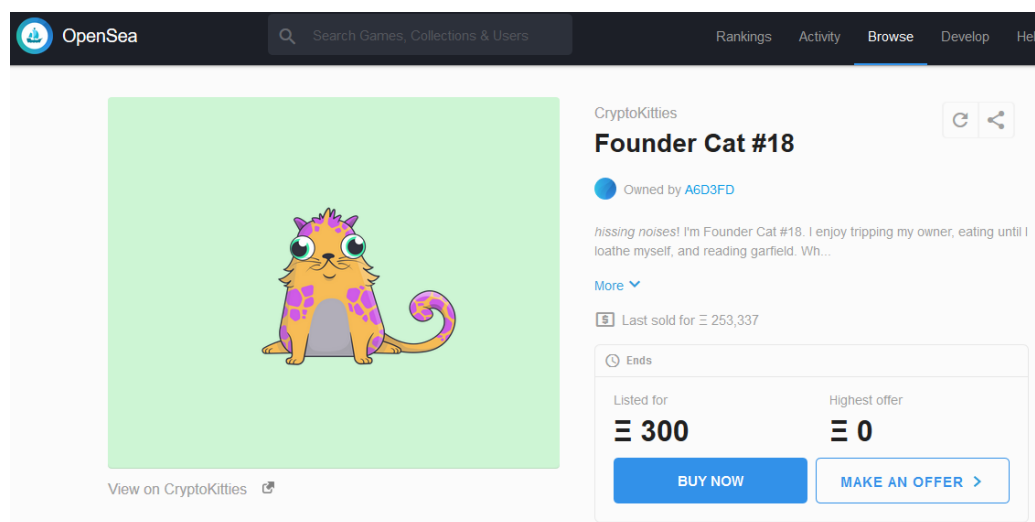 OpenSea
Search Games, Collections & Users
Rankings Activity Browse Develop Hel
CryptoKitties
Founder Cat #18
Owned by A6D3FD
hissing noises! I'm Founder Cat #18. I enjoy tripping my owner, eating until I
loathe myself, and reading garfield. Wh...
More
$ Last sold for Ξ 253,337
Ends
Listed for
Ξ 300
Highest offer
Ξ 0
BUY NOW
MAKE AN OFFER >
View on CryptoKitties